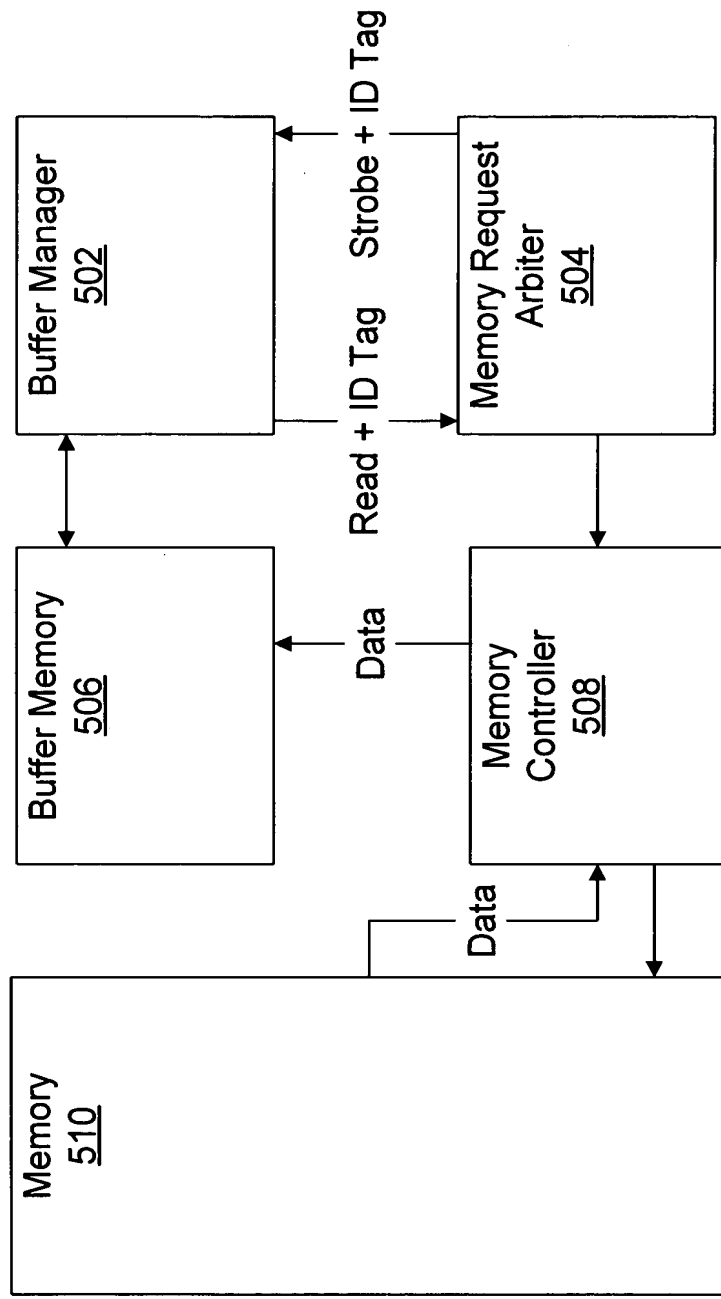 Memory
510
Buffer Memory
506
Buffer Manager
502
Data
Read + ID Tag
Strobe + ID Tag
Data
Memory
Controller
508
Memory Request
Arbiter
504